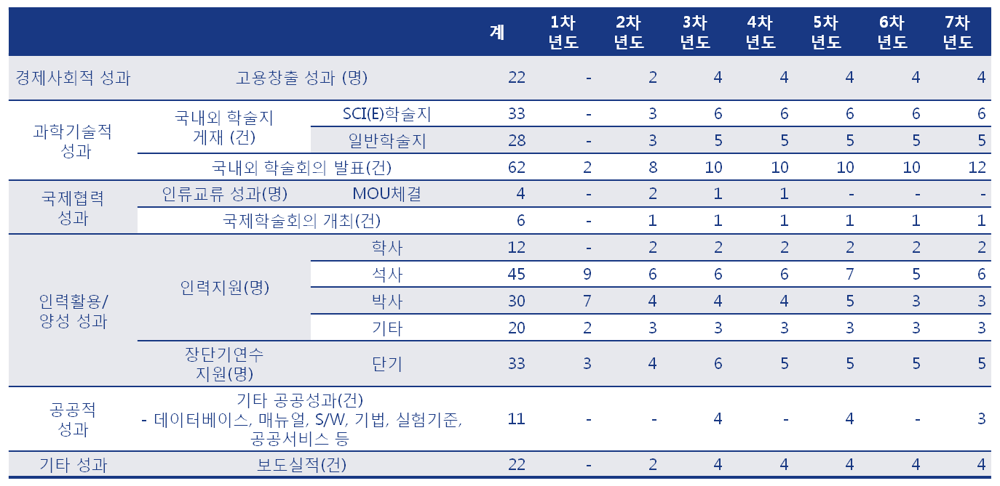 계 1차 년도 2차 년도 3차 년도 4차 년도 5차 년도 6차 년도 7차 년도
경제사회적 성과 고용창출 성과 (명) 22 - 2 4 4 4 4 4
과학기술적 성과 국내외 학술지 게재 (건) SCI(E)학술지 33 - 3 6 6 6 6 6
일반학술지 28 - 3 5 5 5 5 5
국내외 학술회의 발표(건) 62 2 8 10 10 10 10 12
국제협력 성과 인류교류 성과(명) MOU체결 4 - 2 1 1 - - -
국제학술회의 개최(건) 6 - 1 1 1 1 1 1
인력활용/ 양성 성과 인력지원(명) 학사 12 - 2 2 2 2 2 2
석사 45 9 6 6 6 7 5 6
박사 30 7 4 4 4 5 3 3
기타 20 2 3 3 3 3 3 3
장단기연수 지원(명) 단기 33 3 4 6 5 5 5 5
공공적 성과 기타 공공성과(건)
- 데이터베이스, 매뉴얼, S/W, 기법, 실험기준,
공공서비스 등 11 - - 4 - 4 - 3
기타 성과 보도실적(건) 22 - 2 4 4 4 4 4